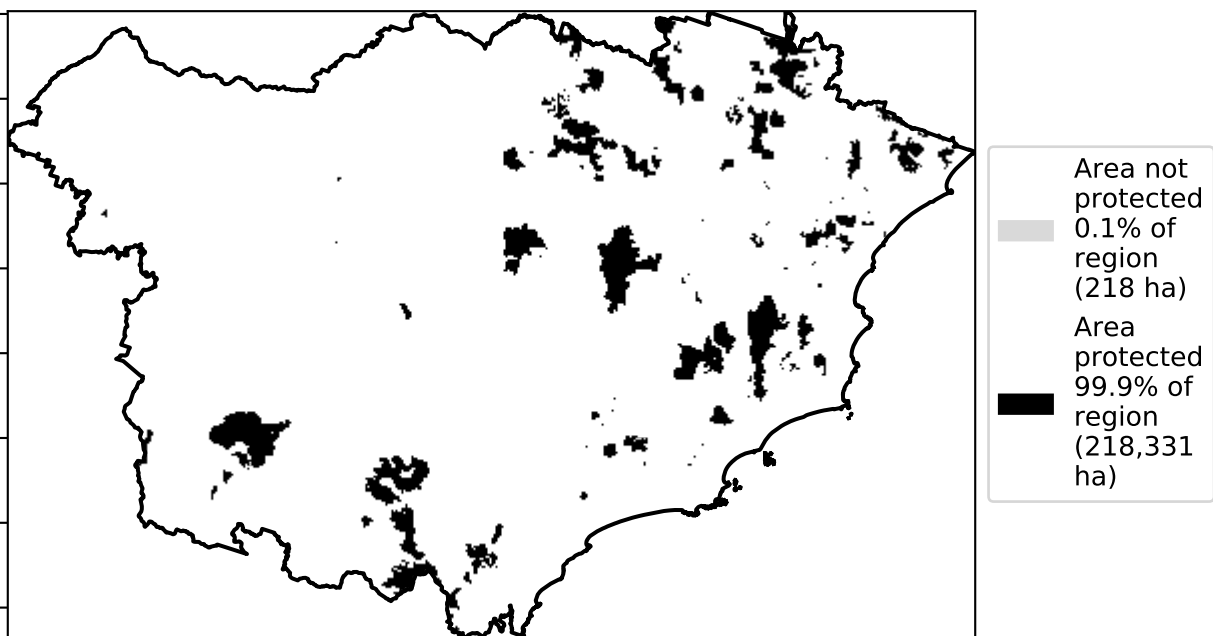 Area not
protected
0.1% of
region
(218 ha)
Area
protected
99.9% of
region
(218,331
ha)